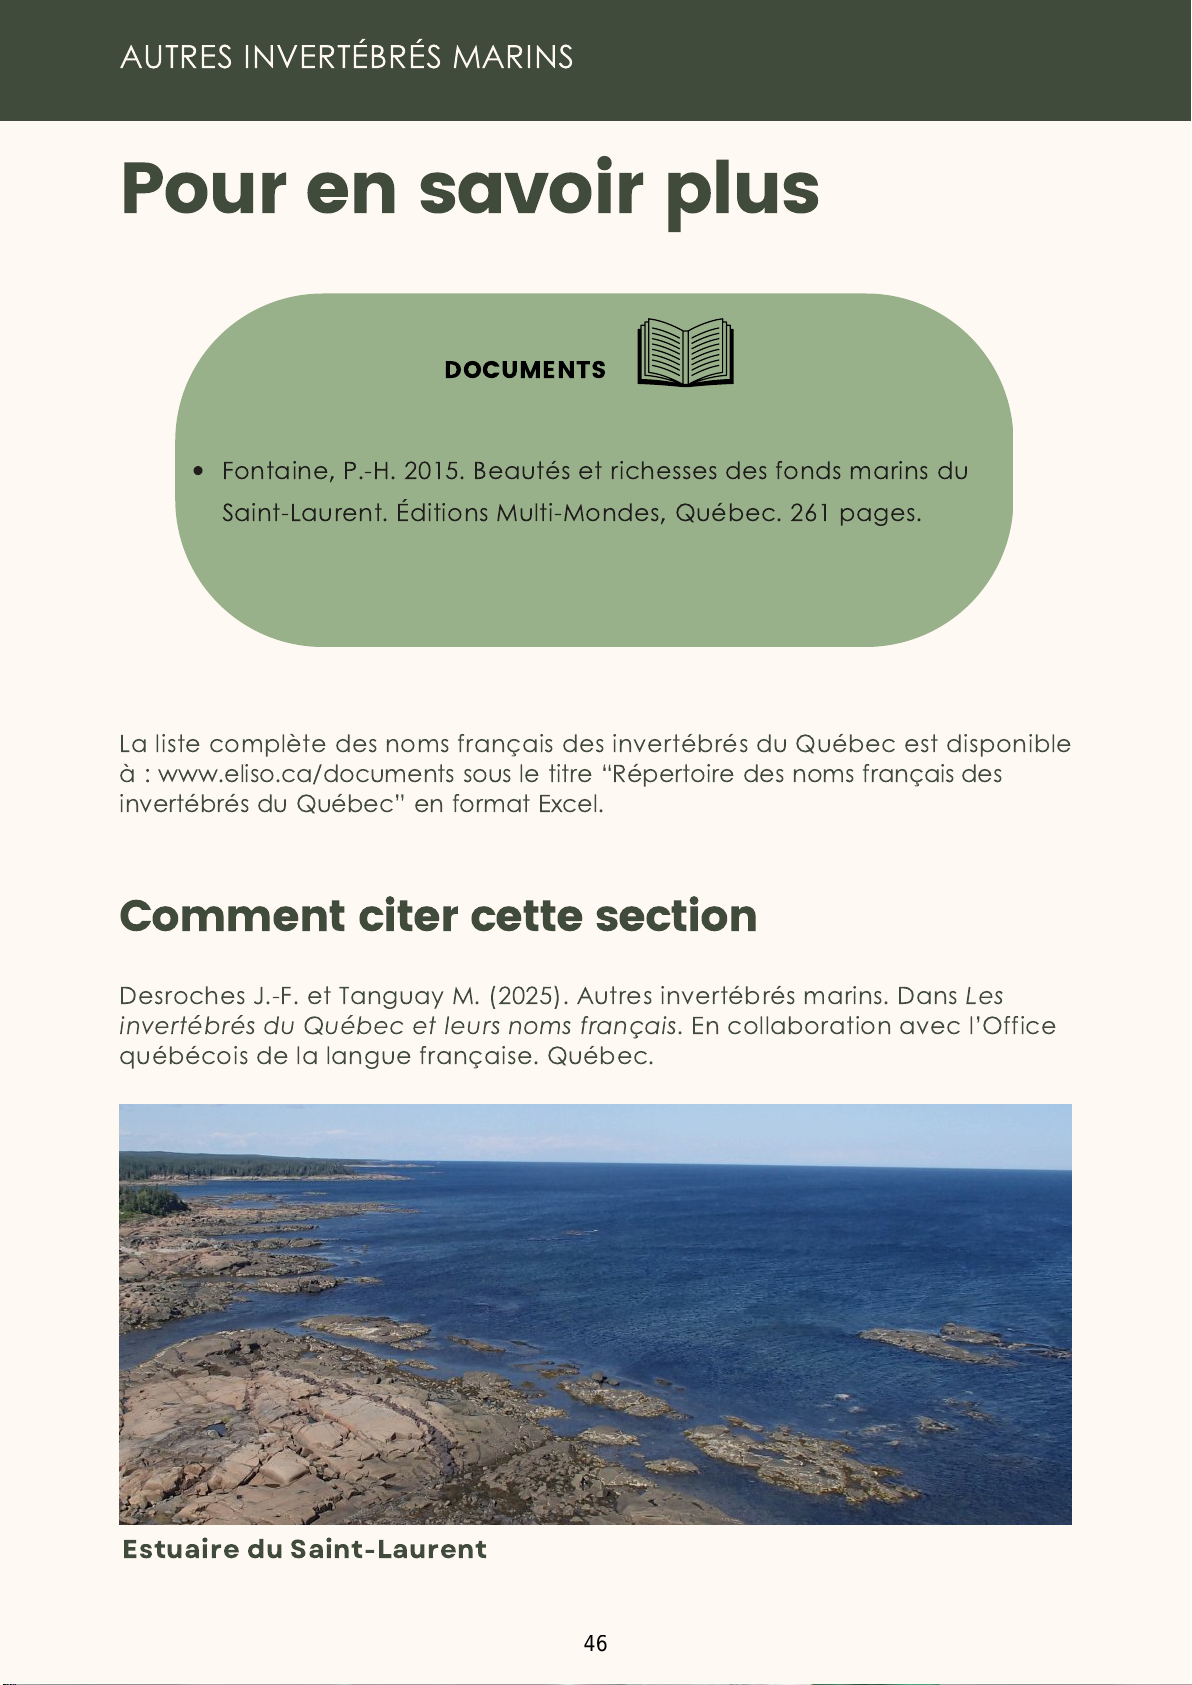 AUTRES INVERTÉBRÉS MARINS
Pour en savoir plus
DOCUMENTS
• Fontaine, P.-H. 2015. Beautés et richesses des fonds marins du
Saint-Laurent. Éditions Multi-Mondes, Québec. 261 pages.
La liste complète des noms français des invertébrés du Québec est disponible
à : www.eliso.ca/documents sous le titre “Répertoire des noms français des
invertébrés du Québec” en format Excel.
Comment citer cette section
Desroches J.-F. et Tanguay M. (2025). Autres invertébrés marins. Dans Les
invertébrés du Québec et leurs noms français. En collaboration avec l’Office
québécois de la langue française. Québec.
Estuaire du Saint-Laurent
46